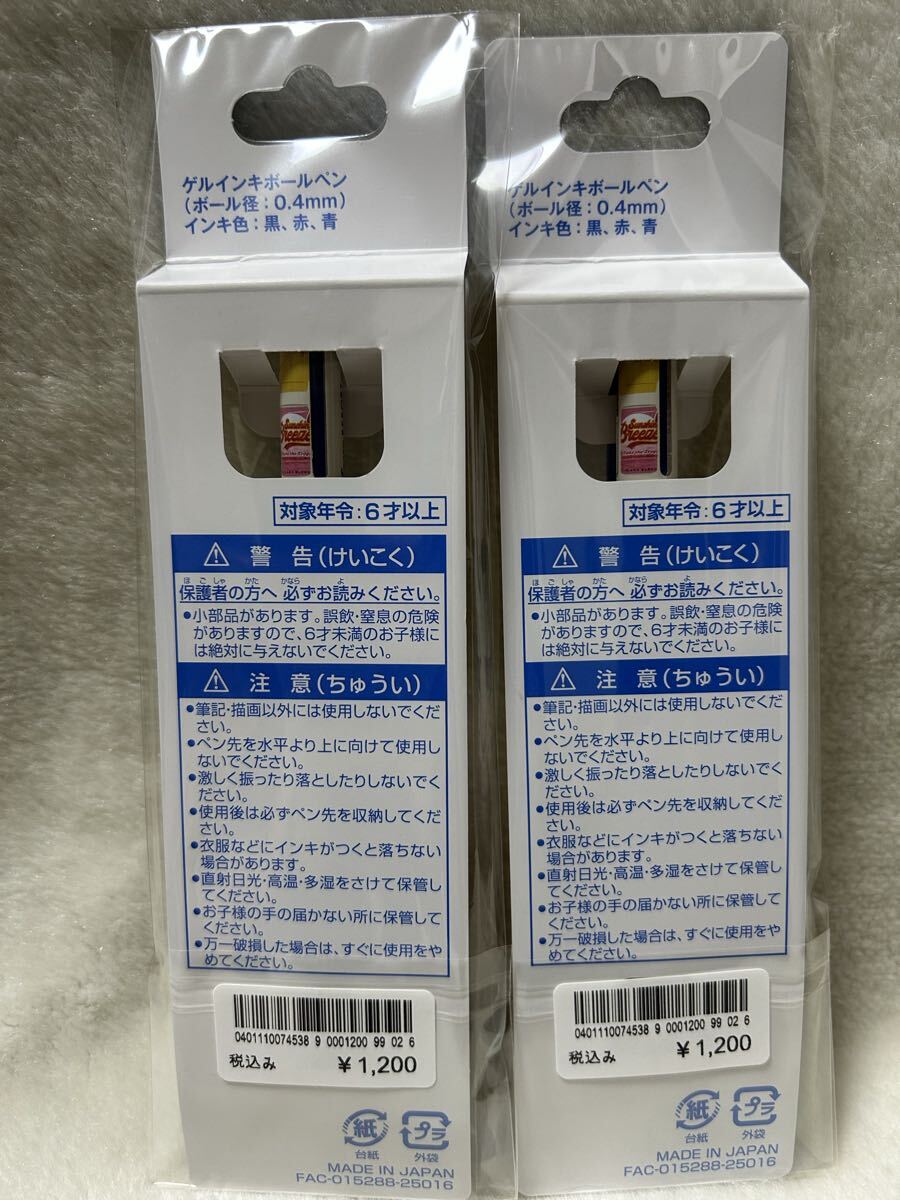 ゲルインキボールペン
(ボール径:0.4mm)
インキ色:黒、赤、青
Breeze
対象年令:6才以上
⚠ 警告(けいこく)
保護者の方へ 必ずお読みください。
ほごしゃ かた かなら よ
•小部品があります。誤飲・窒息の危険
がありますので、6才未満のお子様に
は絶対に与えないでください。
⚠ 注意(ちゅうい)
•筆記・描画以外には使用しないでくだ
さい。
•ペン先を水平より上に向けて使用し
ないでください。
•激しく振ったり落としたりしないでく
ださい。
•使用後は必ずペン先を収納してくだ
さい。
•衣服などにインキがつくと落ちない
場合があります。
•直射日光・高温・多湿をさけて保管し
てください。
•お子様の手の届かない所に保管して
ください。
•万一破損した場合は、すぐに使用をや
めてください。
0401110074538 9 0001200 99 02 6
税込み ¥1,200
紙 プラ
台紙 外袋
MADE IN JAPAN
FAC-015288-25016
ゲルインキボールペン
(ボール径:0.4mm)
インキ色:黒、赤、青
Breeze
対象年令:6才以上
⚠ 警告(けいこく)
保護者の方へ 必ずお読みください。
ほごしゃ かた かなら よ
•小部品があります。誤飲・窒息の危険
がありますので、6才未満のお子様に
は絶対に与えないでください。
⚠ 注意(ちゅうい)
•筆記・描画以外には使用しないでくだ
さい。
•ペン先を水平より上に向けて使用し
ないでください。
•激しく振ったり落としたりしないでく
ださい。
•使用後は必ずペン先を収納してくだ
さい。
•衣服などにインキがつくと落ちない
場合があります。
•直射日光・高温・多湿をさけて保管し
てください。
•お子様の手の届かない所に保管して
ください。
•万一破損した場合は、すぐに使用をや
めてください。
0401110074538 9 0001200 99 02 6
税込み ¥1,200
紙 プラ
台紙 外袋
MADE IN JAPAN
FAC-015288-25016